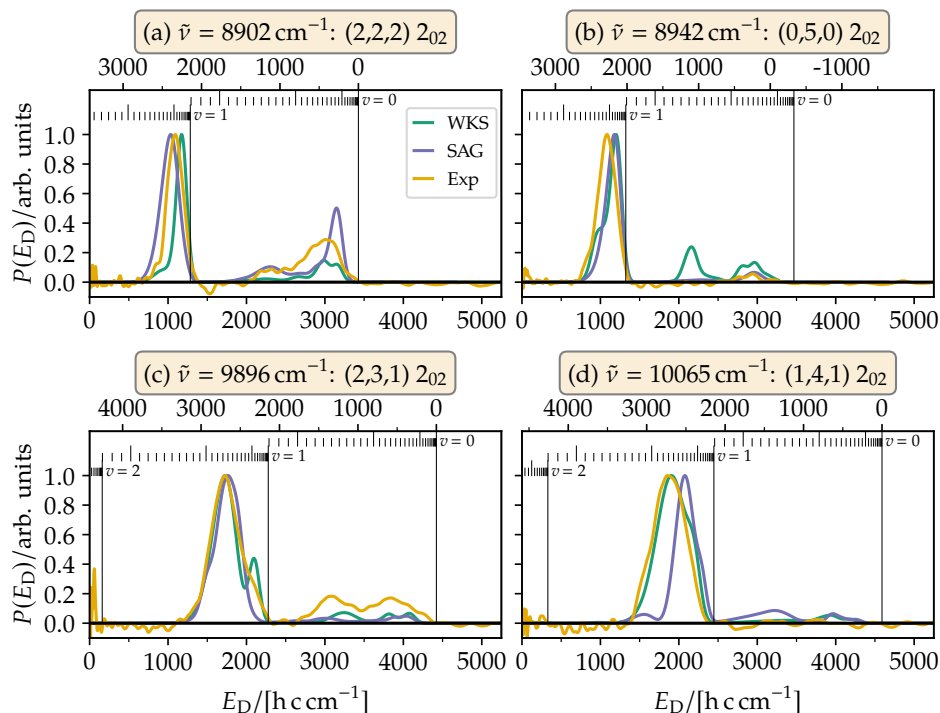 (a) ν̃ = 8902 cm⁻¹: (2,2,2) 2₀₂
(b) ν̃ = 8942 cm⁻¹: (0,5,0) 2₀₂
3000 2000 1000 0
3000 2000 1000 0 -1000
v = 0
v = 1
v = 0
v = 1
WKS
SAG
Exp
P(E_D)/arb. units
1.0
0.8
0.6
0.4
0.2
0.0
0 1000 2000 3000 4000 5000
0 1000 2000 3000 4000 5000
(c) ν̃ = 9896 cm⁻¹: (2,3,1) 2₀₂
(d) ν̃ = 10065 cm⁻¹: (1,4,1) 2₀₂
4000 3000 2000 1000 0
4000 3000 2000 1000 0
v = 0
v = 1
v = 2
v = 0
v = 1
v = 2
P(E_D)/arb. units
1.0
0.8
0.6
0.4
0.2
0.0
0 1000 2000 3000 4000 5000
0 1000 2000 3000 4000 5000
E_D/[h c cm⁻¹]
E_D/[h c cm⁻¹]